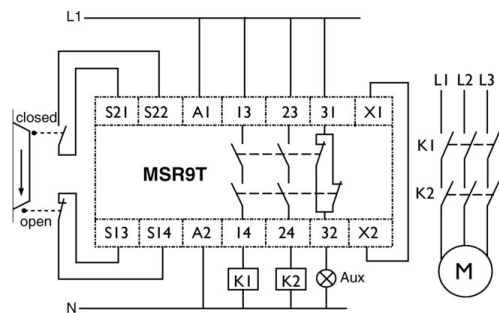 L1
S21 S22 A1 13 23 31 X1
closed
MSR9T
open
S13 S14 A2 14 24 32 X2
K1 K2 Aux
N
L1 L2 L3
K1
K2
M